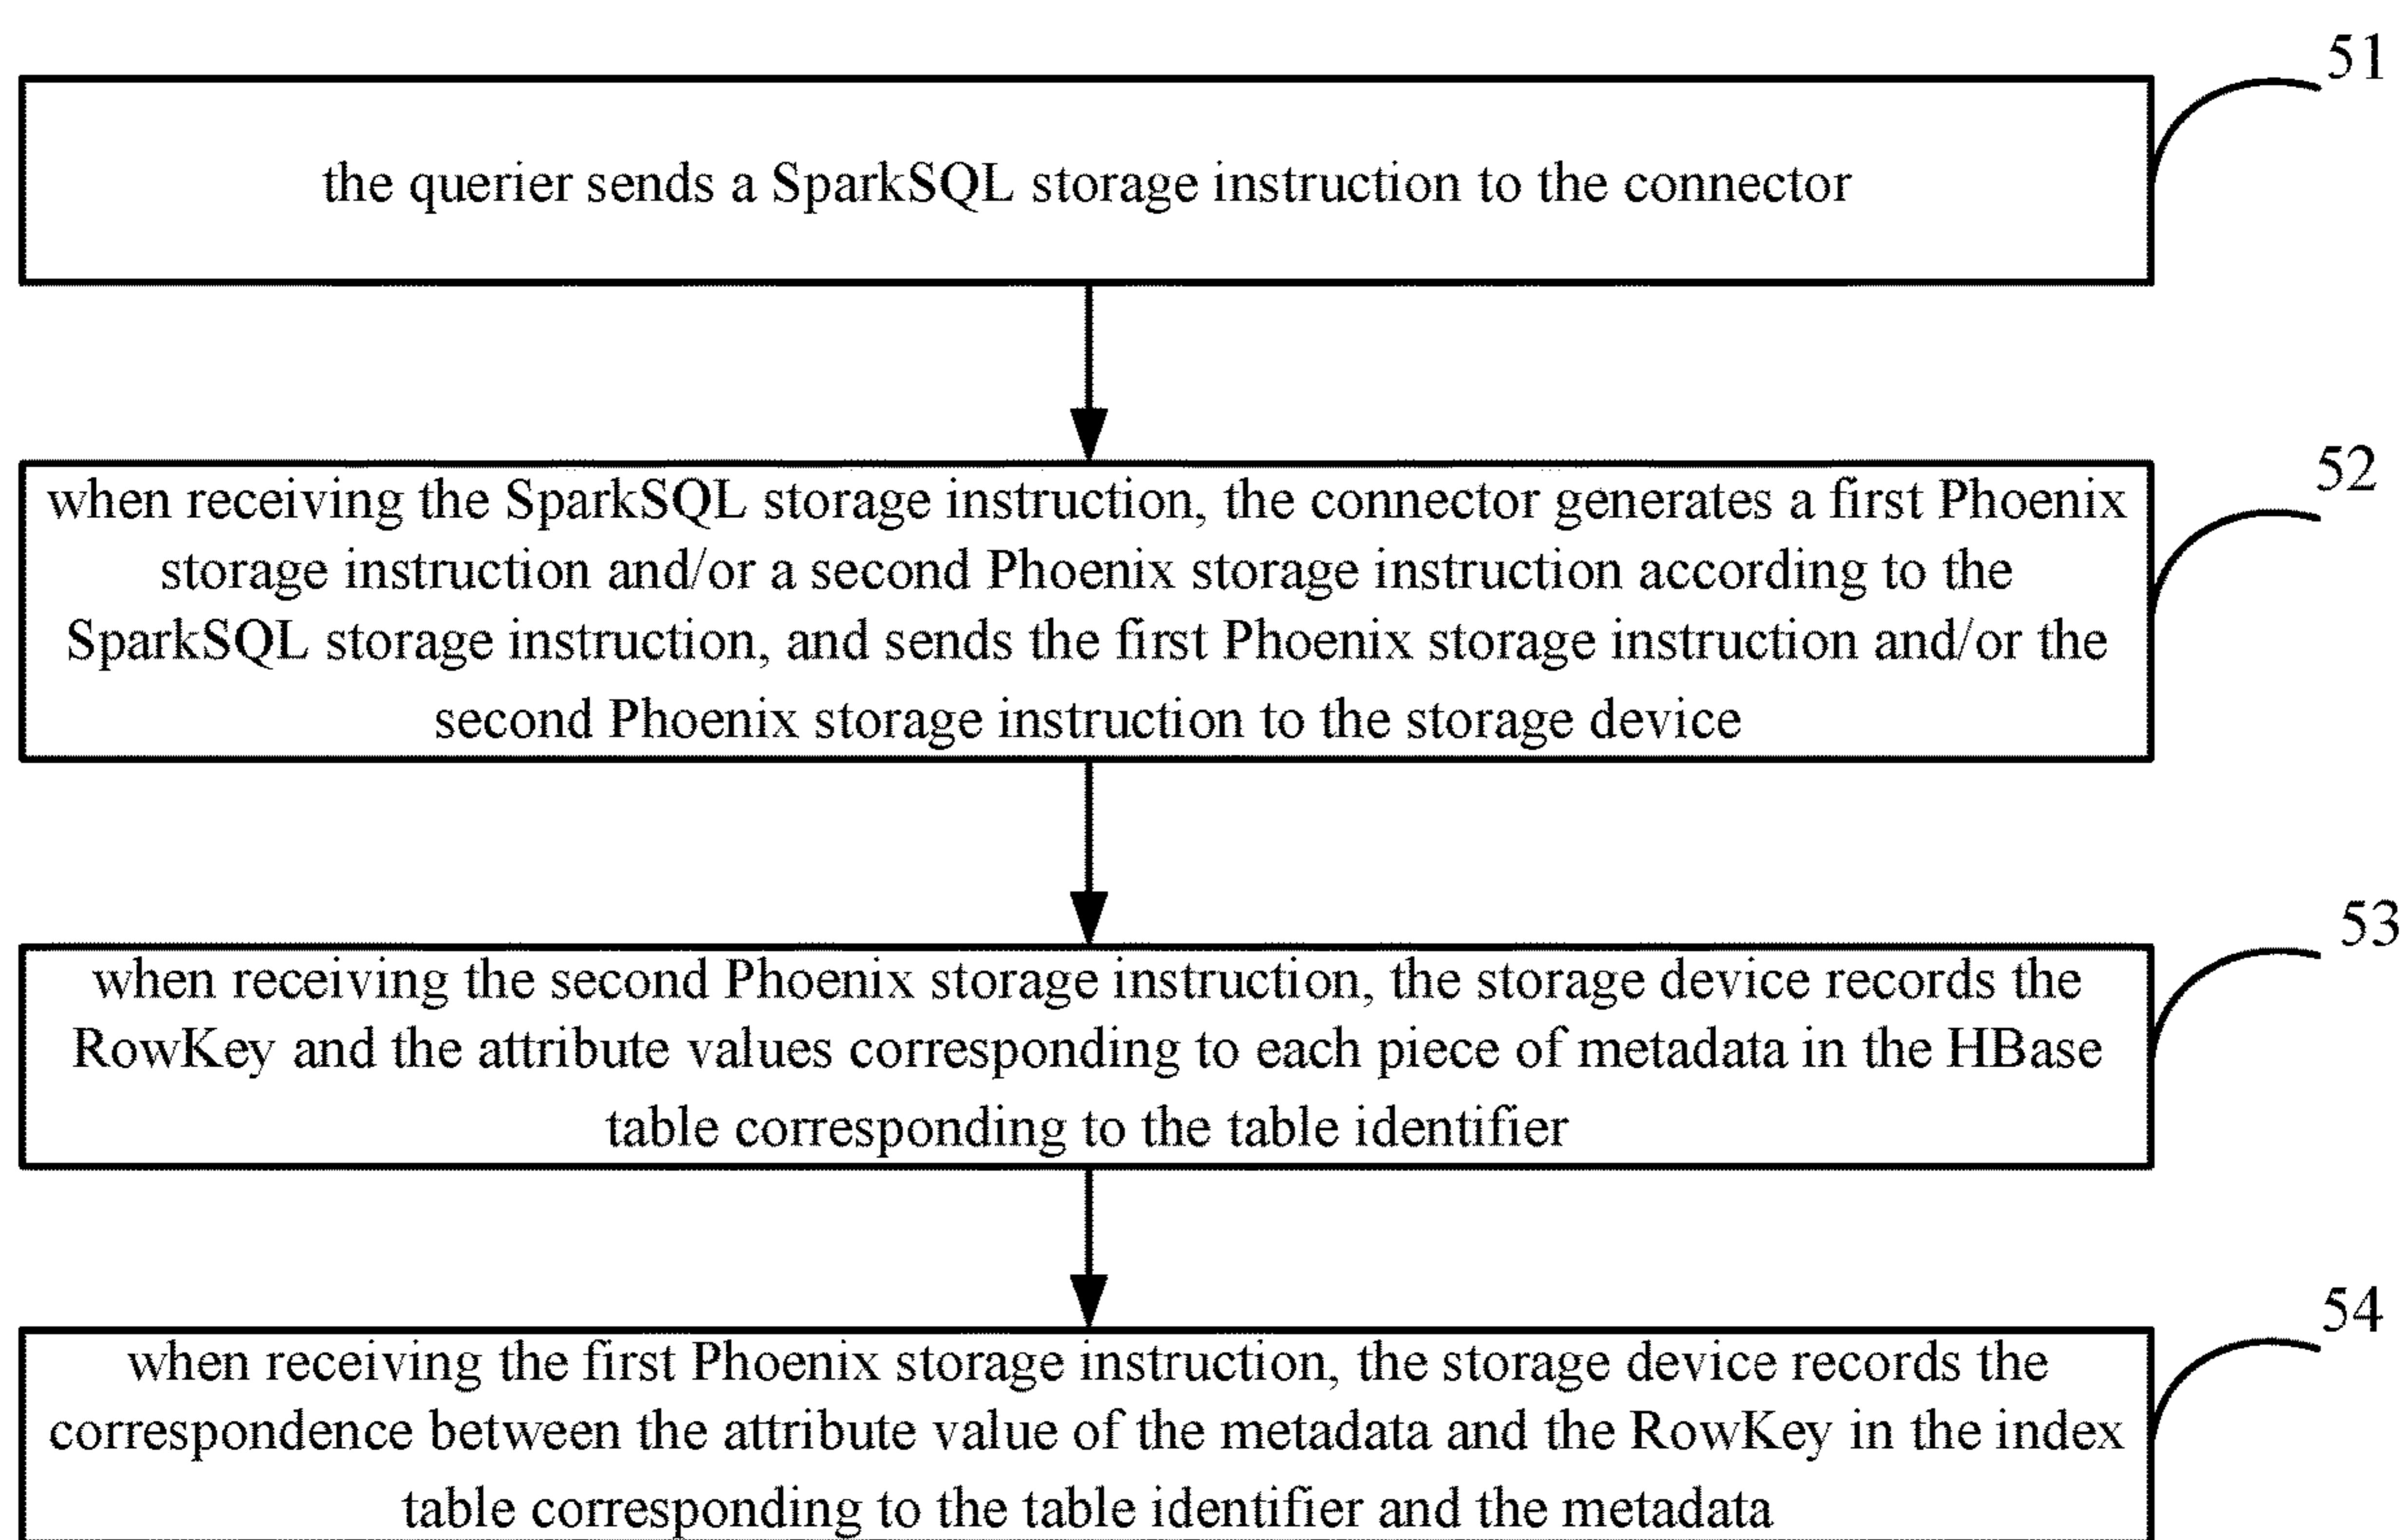 51
the querier sends a SparkSQL storage instruction to the connector
52
when receiving the SparkSQL storage instruction, the connector generates a first Phoenix
storage instruction and/or a second Phoenix storage instruction according to the
SparkSQL storage instruction, and sends the first Phoenix storage instruction and/or the
second Phoenix storage instruction to the storage device
53
when receiving the second Phoenix storage instruction, the storage device records the
RowKey and the attribute values corresponding to each piece of metadata in the HBase
table corresponding to the table identifier
54
when receiving the first Phoenix storage instruction, the storage device records the
correspondence between the attribute value of the metadata and the RowKey in the index
table corresponding to the table identifier and the metadata